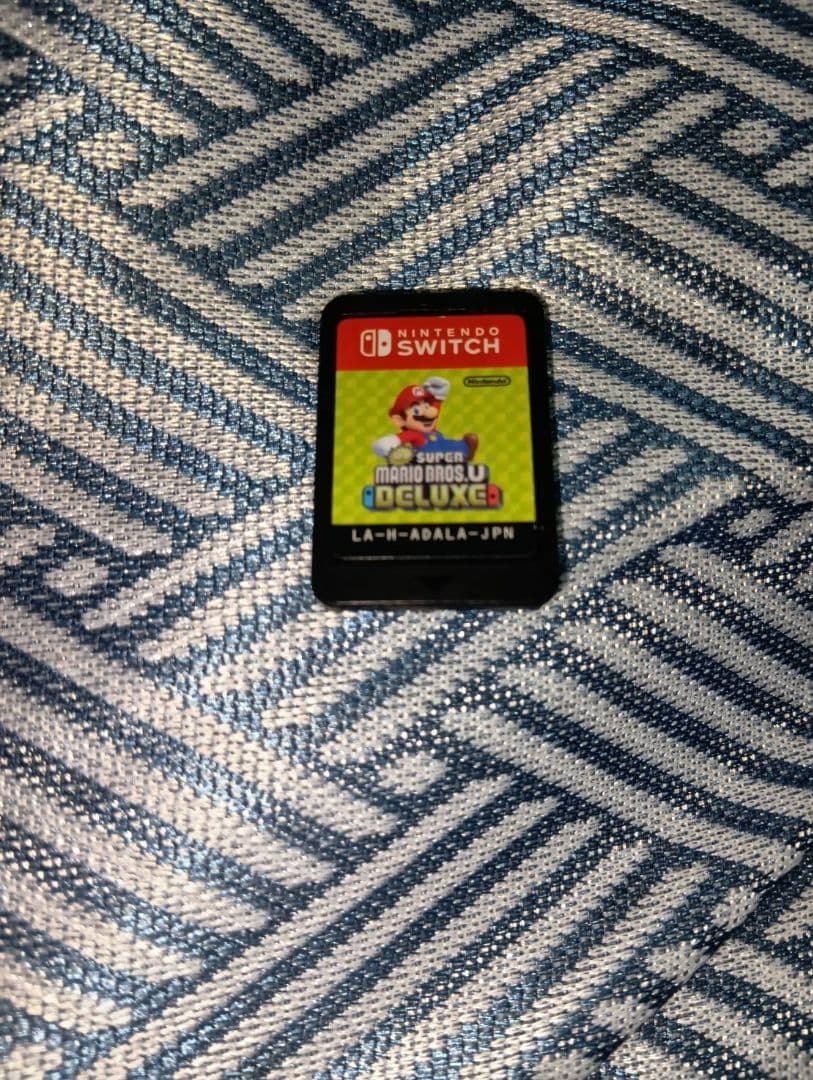 NINTENDO
SWITCH
Nintendo
SUPER
MARIO BROS. U
DELUXE
LA-H-ADALA-JPN